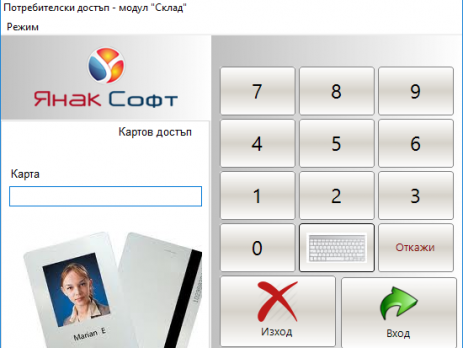 Потребителски достъп - модул "Склад"
Режим
Янак Софт
Картов достъп
Карта
Marian E
7 8 9
4 5 6
1 2 3
0 Откажи
Изход Вход